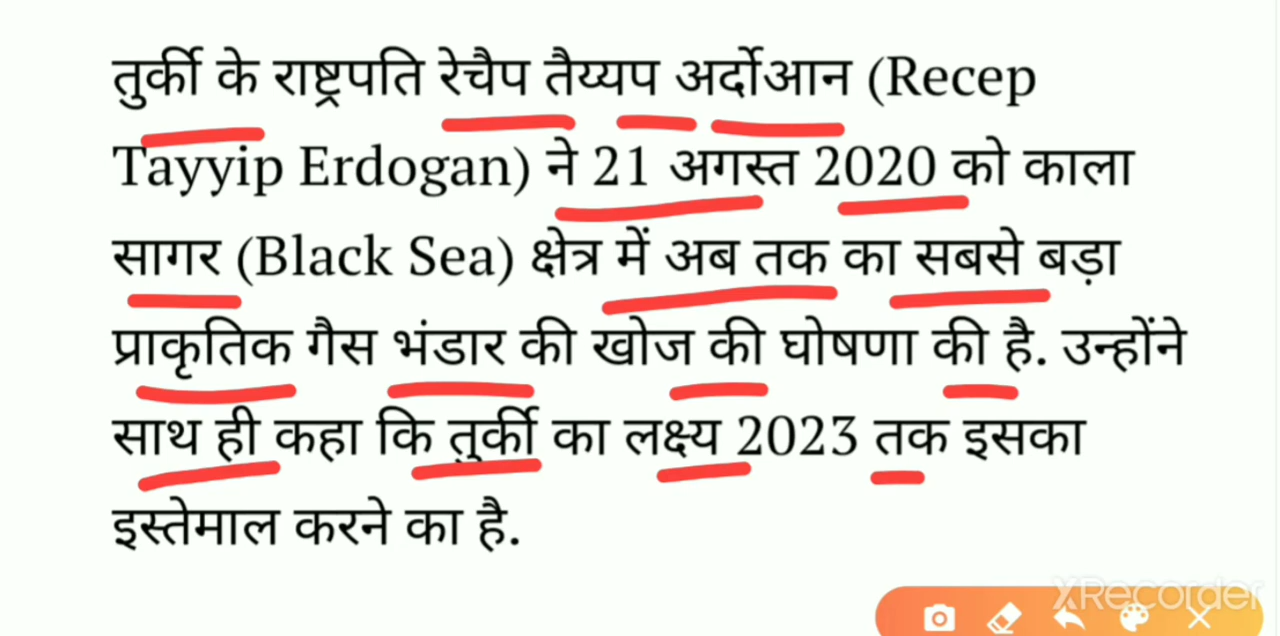 तुर्की के राष्ट्रपति रेचैप तैय्यप अर्दोआन (Recep
Tayyip Erdogan) ने 21 अगस्त 2020 को काला
सागर (Black Sea) क्षेत्र में अब तक का सबसे बड़ा
प्राकृतिक गैस भंडार की खोज की घोषणा की है. उन्होंने
साथ ही कहा कि तुर्की का लक्ष्य 2023 तक इसका
इस्तेमाल करने का है.
XRecorder